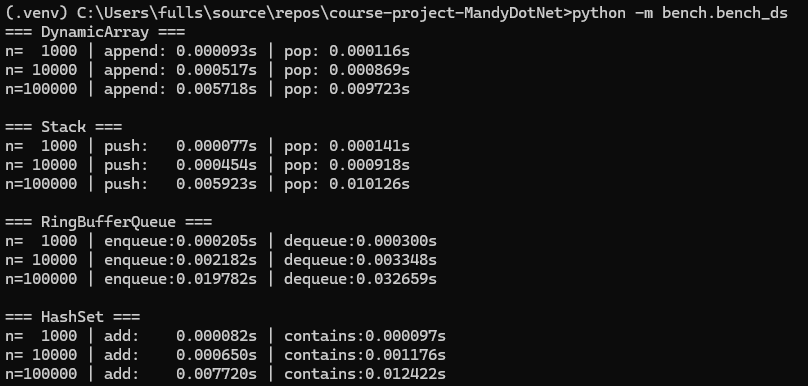 (.venv) C:\Users\fulls\source\repos\course-project-MandyDotNet>python -m bench.bench_ds
=== DynamicArray ===
n=  1000 | append: 0.000093s | pop: 0.000116s
n= 10000 | append: 0.000517s | pop: 0.000869s
n=100000 | append: 0.005718s | pop: 0.009723s

=== Stack ===
n=  1000 | push:   0.000077s | pop: 0.000141s
n= 10000 | push:   0.000454s | pop: 0.000918s
n=100000 | push:   0.005923s | pop: 0.010126s

=== RingBufferQueue ===
n=  1000 | enqueue:0.000205s | dequeue:0.000300s
n= 10000 | enqueue:0.002182s | dequeue:0.003348s
n=100000 | enqueue:0.019782s | dequeue:0.032659s

=== HashSet ===
n=  1000 | add:    0.000082s | contains:0.000097s
n= 10000 | add:    0.000650s | contains:0.001176s
n=100000 | add:    0.007720s | contains:0.012422s